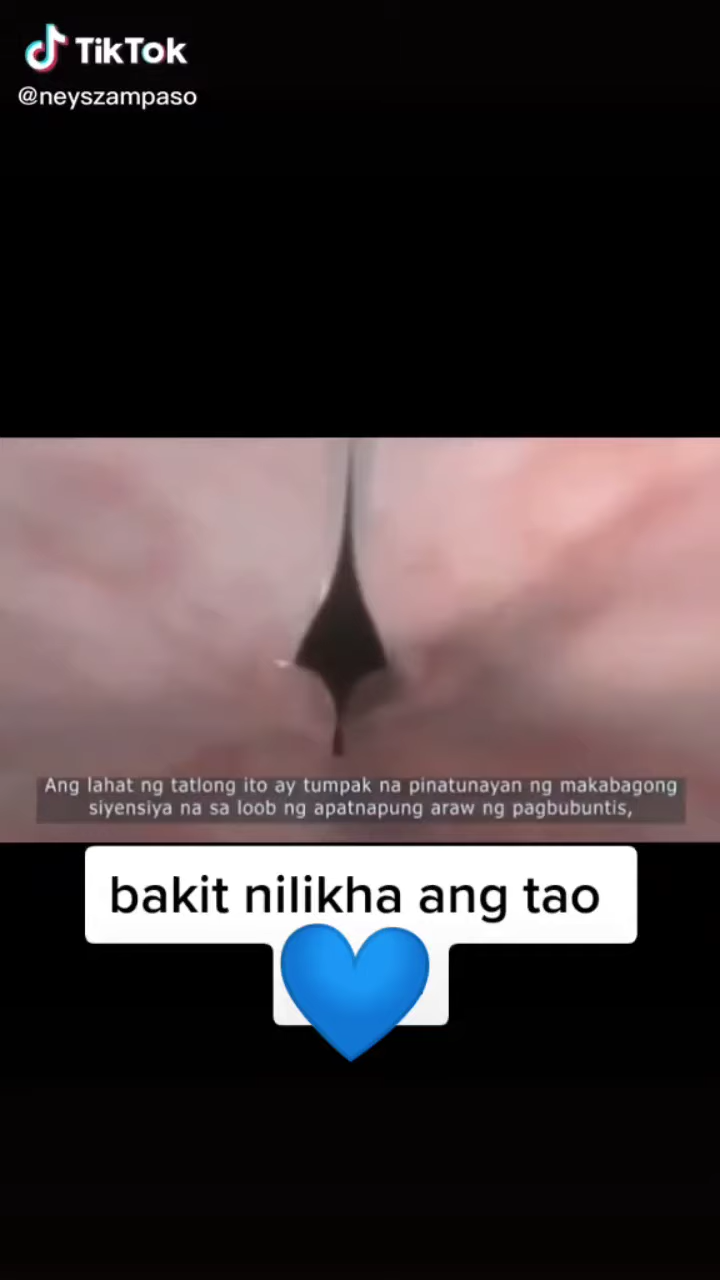 TikTok
@neyszampaso
Ang lahat ng tatlong ito ay tumpak na pinatunayan ng makabagong
siyensiya na sa loob ng apatnapung araw ng pagbubuntis,
bakit nilikha ang tao